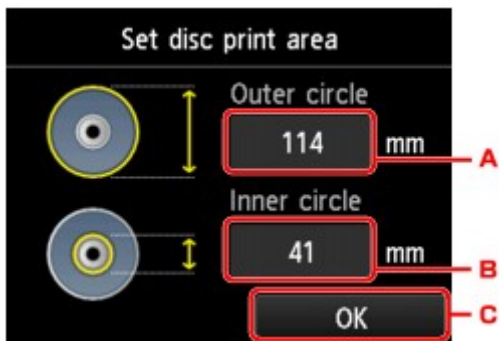 Set disc print area
Outer circle
114 mm
A
Inner circle
41 mm
B
OK
C